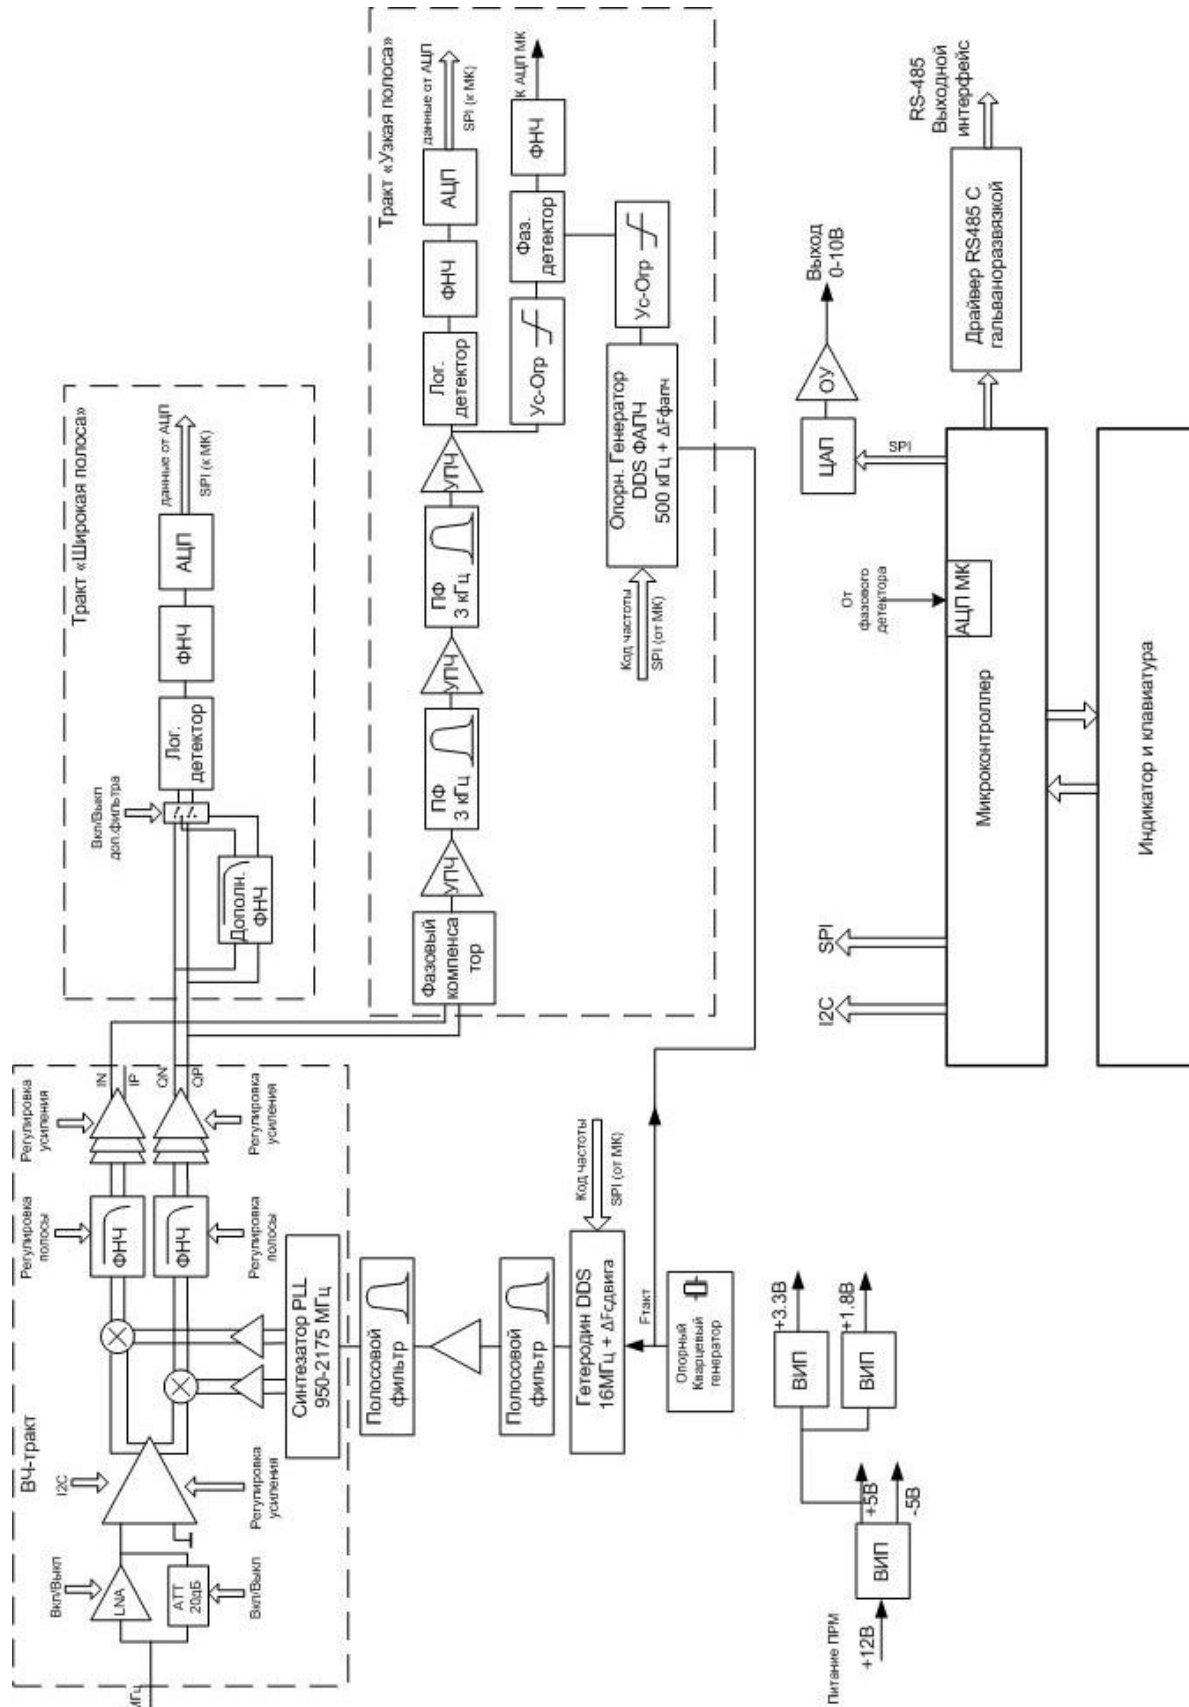 ВЧ-тракт
МГц
Вкл/Выкл
LNA
АТТ
20дБ
Вкл/Выкл
I2C
Регулировка
усиления
Регулировка
полосы
ФНЧ
ФНЧ
Регулировка
полосы
Регулировка
усиления
Регулировка
усиления
IN
IP
QN
QP
Синтезатор PLL
950-2175 МГц
Полосовой
фильтр
Полосовой
фильтр
Гетеродин DDS
16МГц + ΔFсдвига
Код частоты
SPI (от МК)
Fтакт
Опорный
Кварцевый
генератор
Тракт «Широкая полоса»
Вкл/Выкл
доп.фильтра
Дополн.
ФНЧ
Лог.
детектор
ФНЧ
АЦП
данные от АЦП
SPI (к МК)
Тракт «Узкая полоса»
Фазовый
компенса
тор
УПЧ
ПФ
3 кГц
УПЧ
ПФ
3 кГц
УПЧ
Лог.
детектор
ФНЧ
АЦП
данные от АЦП
SPI (к МК)
Ус-Огр
Фаз.
детектор
ФНЧ
К АЦП МК
Ус-Огр
Опорн. Генератор
DDS ФАПЧ
500 кГц + ΔFфапч
Код частоты
SPI (от МК)
Питание ПРМ
+12В
ВИП
+5В
-5В
ВИП
+3.3В
ВИП
+1.8В
I2C
SPI
От
фазового
детектора
АЦП МК
Микроконтроллер
SPI
ЦАП
ОУ
Выход
0-10В
Драйвер RS485 С
гальваноразвязкой
RS-485
Выходной
интерфейс
Индикатор и клавиатура